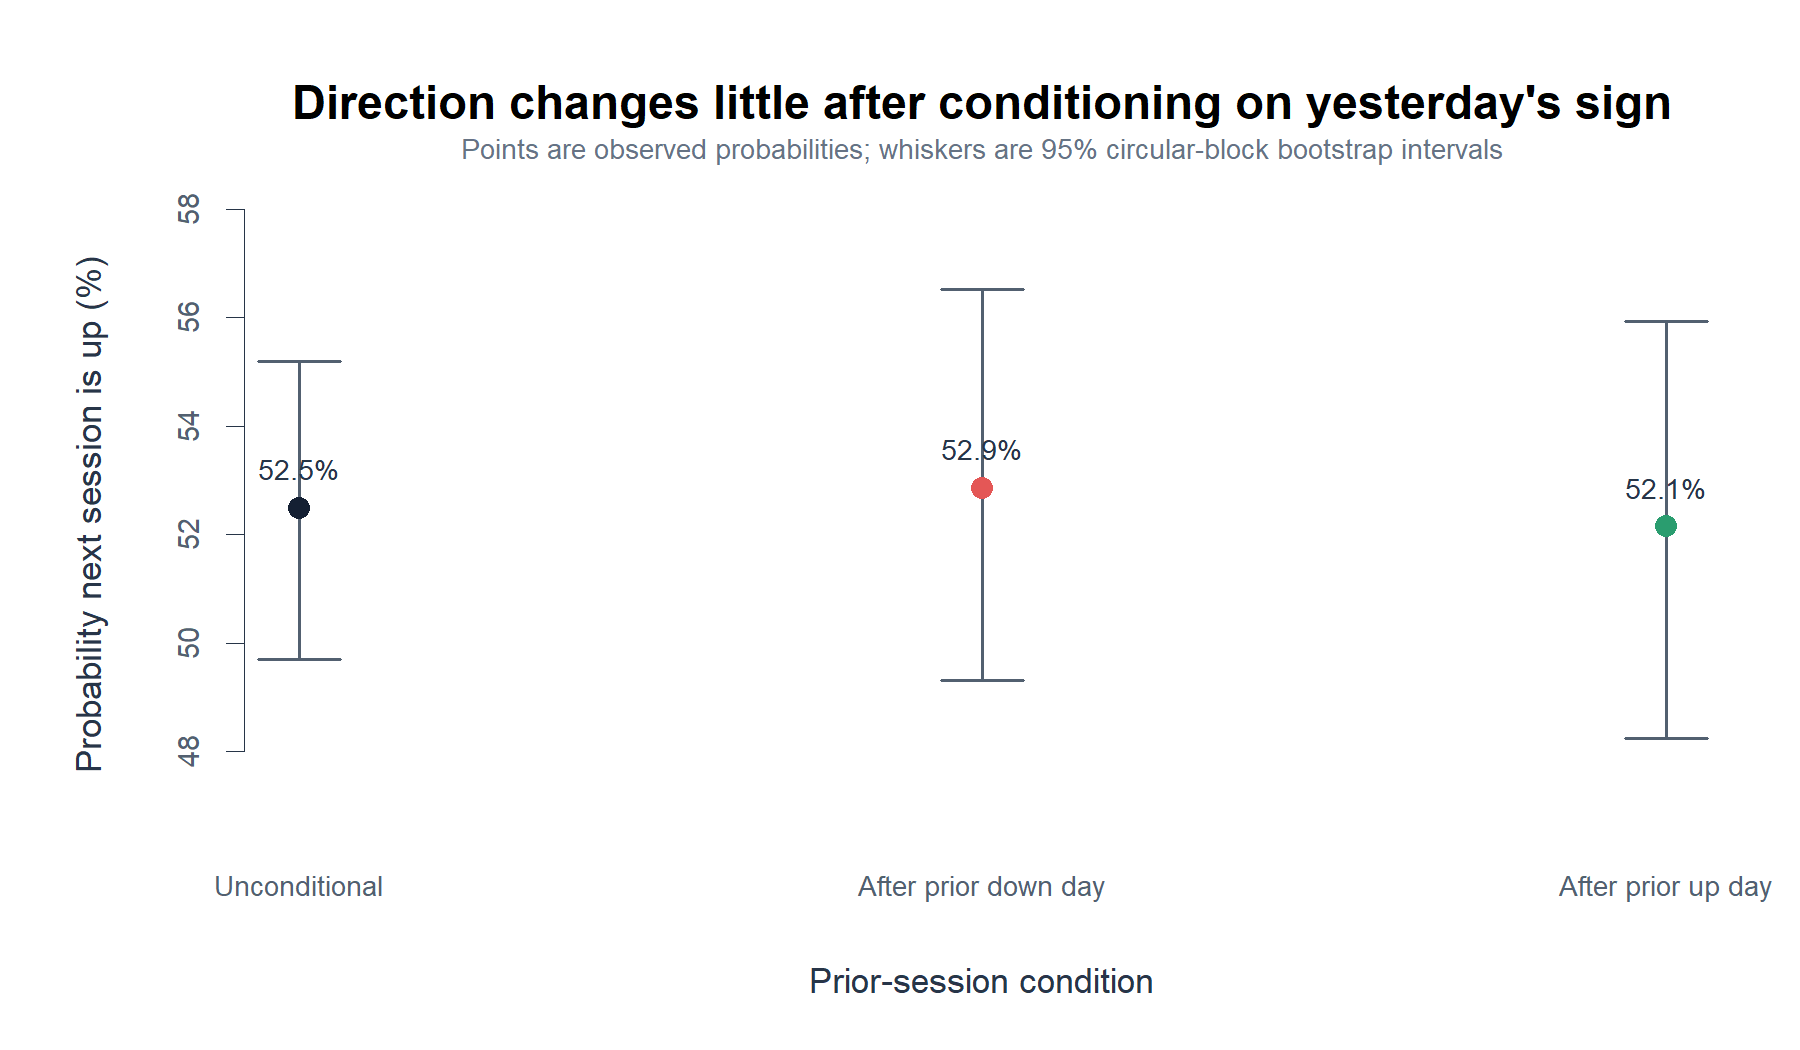 Direction changes little after conditioning on yesterday's sign
Points are observed probabilities; whiskers are 95% circular-block bootstrap intervals
Probability next session is up (%)
58
56
54
52
50
48
52.5%
52.9%
52.1%
Unconditional
After prior down day
After prior up day
Prior-session condition